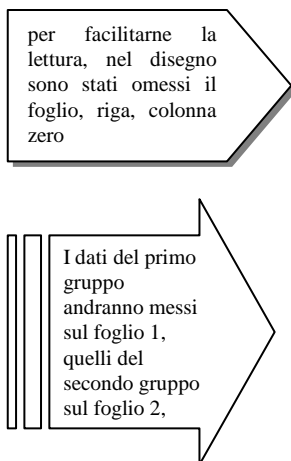 per facilitarne la
lettura, nel disegno
sono stati omessi il
foglio, riga, colonna
zero
I dati del primo
gruppo
andranno messi
sul foglio 1,
quelli del
secondo gruppo
sul foglio 2,